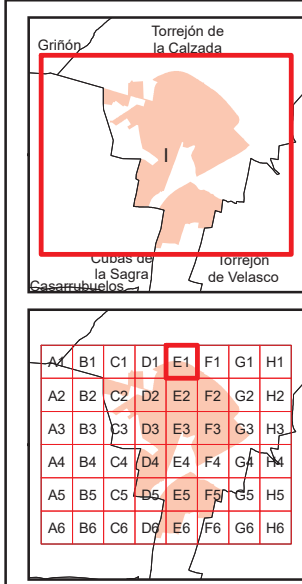 Torrejón de
la Calzada
Griñón
I
Cubas de
la Sagra
Torrejón
de Velasco
Casarrubuelos
A1 B1 C1 D1 E1 F1 G1 H1
A2 B2 C2 D2 E2 F2 G2 H2
A3 B3 C3 D3 E3 F3 G3 H3
A4 B4 C4 D4 E4 F4 G4 H4
A5 B5 C5 D5 E5 F5 G5 H5
A6 B6 C6 D6 E6 F6 G6 H6